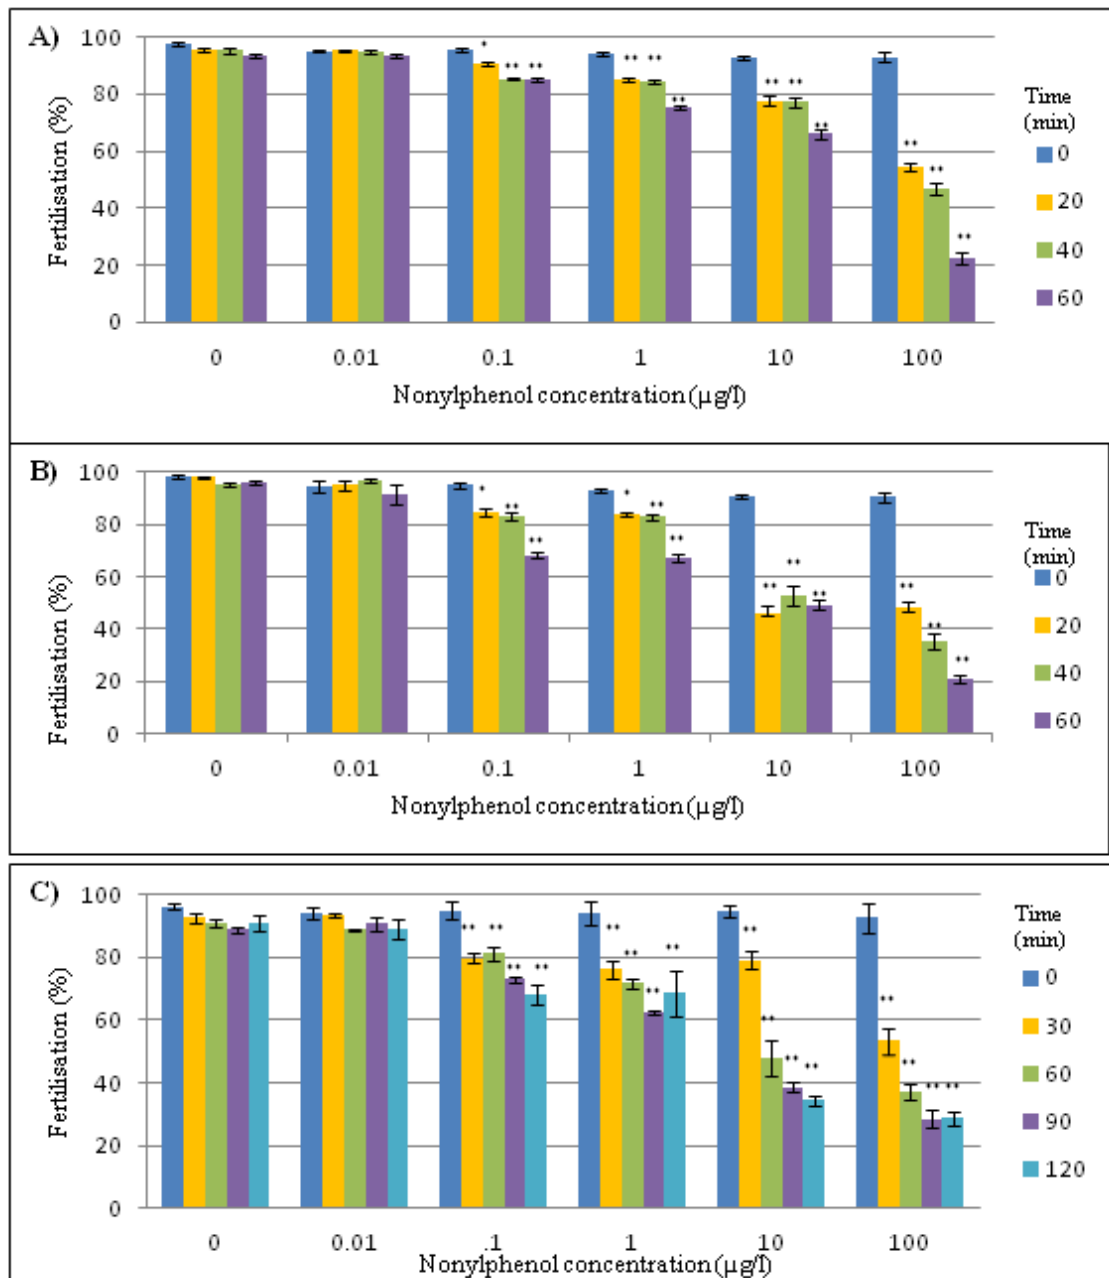 A)
100
80
60
40
20
0
Fertilisation (%)
* ** **
** ** **
** ** **
** ** **
0 0.01 0.1 1 10 100
Nonylphenol concentration (µg/l)
Time
(min)
0
20
40
60
B)
100
80
60
40
20
0
Fertilisation (%)
* ** **
* ** **
** ** **
** ** **
0 0.01 0.1 1 10 100
Nonylphenol concentration (µg/l)
Time
(min)
0
20
40
60
C)
100
80
60
40
20
0
Fertilisation (%)
** ** ** **
** ** ** **
** ** ** **
** ** ** **
0 0.01 .1 1 10 100
Nonylphenol concentration (µg/l)
Time
(min)
0
30
60
90
120